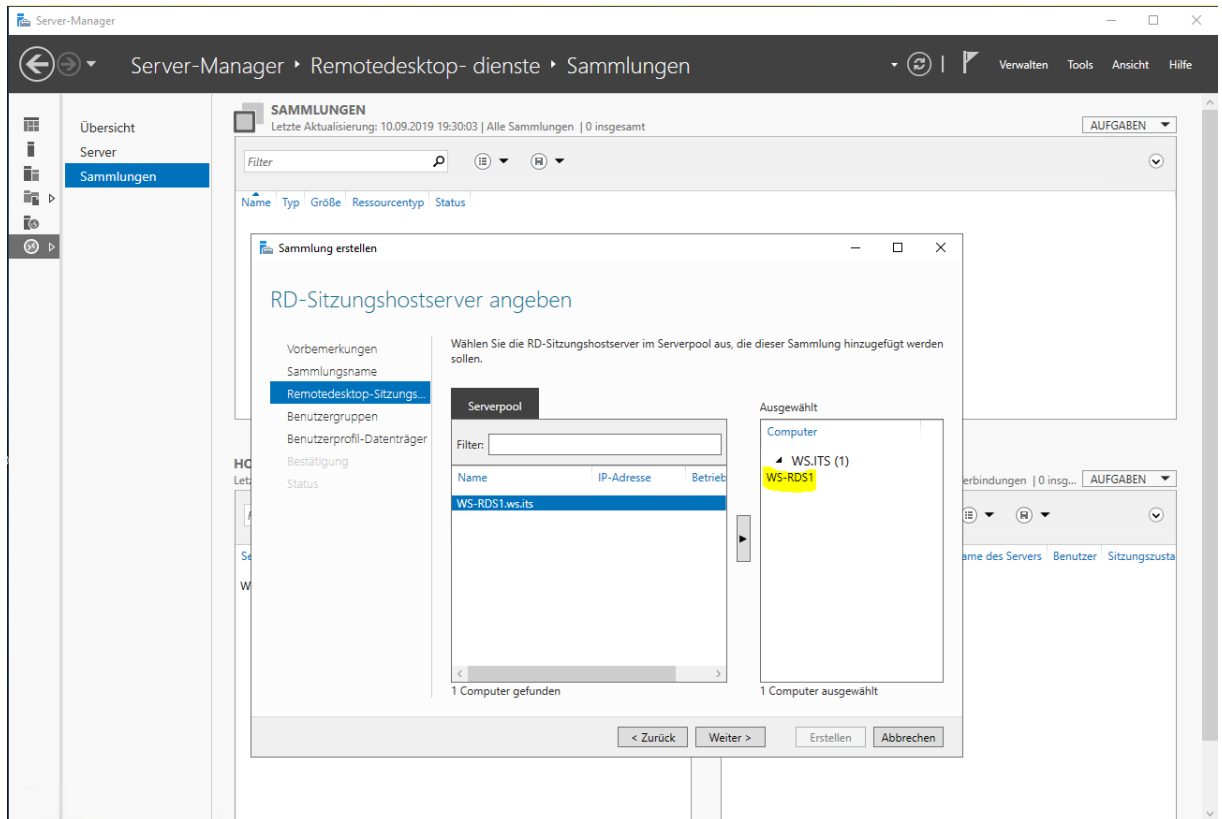 Server-Manager
Server-Manager • Remotedesktop- dienste • Sammlungen
Verwalten Tools Ansicht Hilfe
Übersicht
Server
Sammlungen
SAMMLUNGEN
Letzte Aktualisierung: 10.09.2019 19:30:03 | Alle Sammlungen | 0 insgesamt
AUFGABEN
Filter
Name Typ Größe Ressourcentyp Status
Sammlung erstellen
RD-Sitzungshostserver angeben
Vorbemerkungen
Sammlungsname
Remotedesktop-Sitzungs...
Benutzergruppen
Benutzerprofil-Datenträger
Bestätigung
Status
Wählen Sie die RD-Sitzungshostserver im Serverpool aus, die dieser Sammlung hinzugefügt werden
sollen.
Serverpool
Filter:
Name IP-Adresse Betrieb
WS-RDS1.ws.its
1 Computer gefunden
Ausgewählt
Computer
WS.ITS (1)
WS-RDS1
1 Computer ausgewählt
< Zurück Weiter > Erstellen Abbrechen
HO
Letz
Se
W
erbindungen | 0 insg... AUFGABEN
ame des Servers Benutzer Sitzungszusta